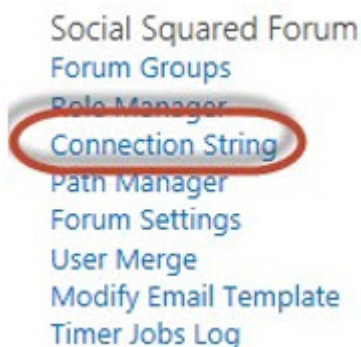 Social Squared Forum
Forum Groups
Role Manager
Connection String
Path Manager
Forum Settings
User Merge
Modify Email Template
Timer Jobs Log